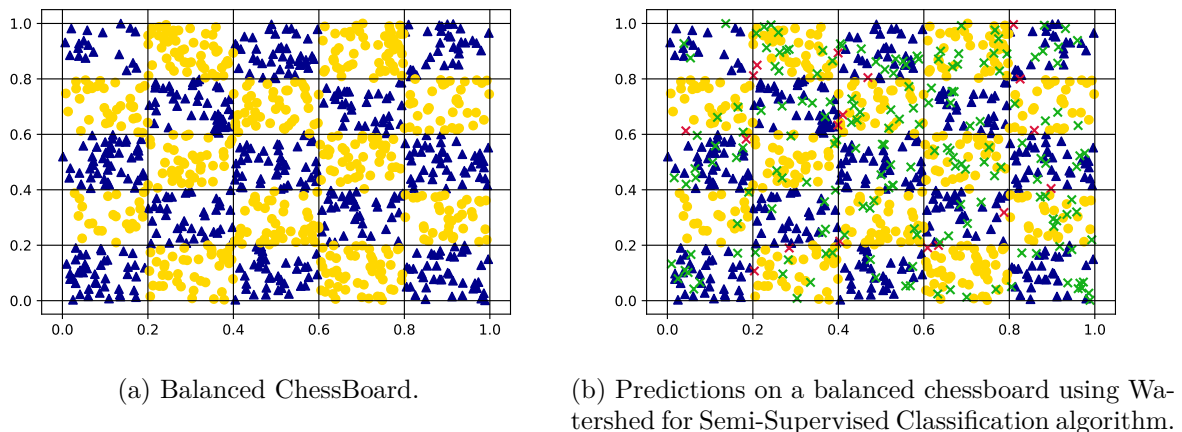 1.0
0.8
0.6
0.4
0.2
0.0
0.0 0.2 0.4 0.6 0.8 1.0
1.0
0.8
0.6
0.4
0.2
0.0
0.0 0.2 0.4 0.6 0.8 1.0
(a) Balanced ChessBoard.
(b) Predictions on a balanced chessboard using Wa-
tershed for Semi-Supervised Classification algorithm.